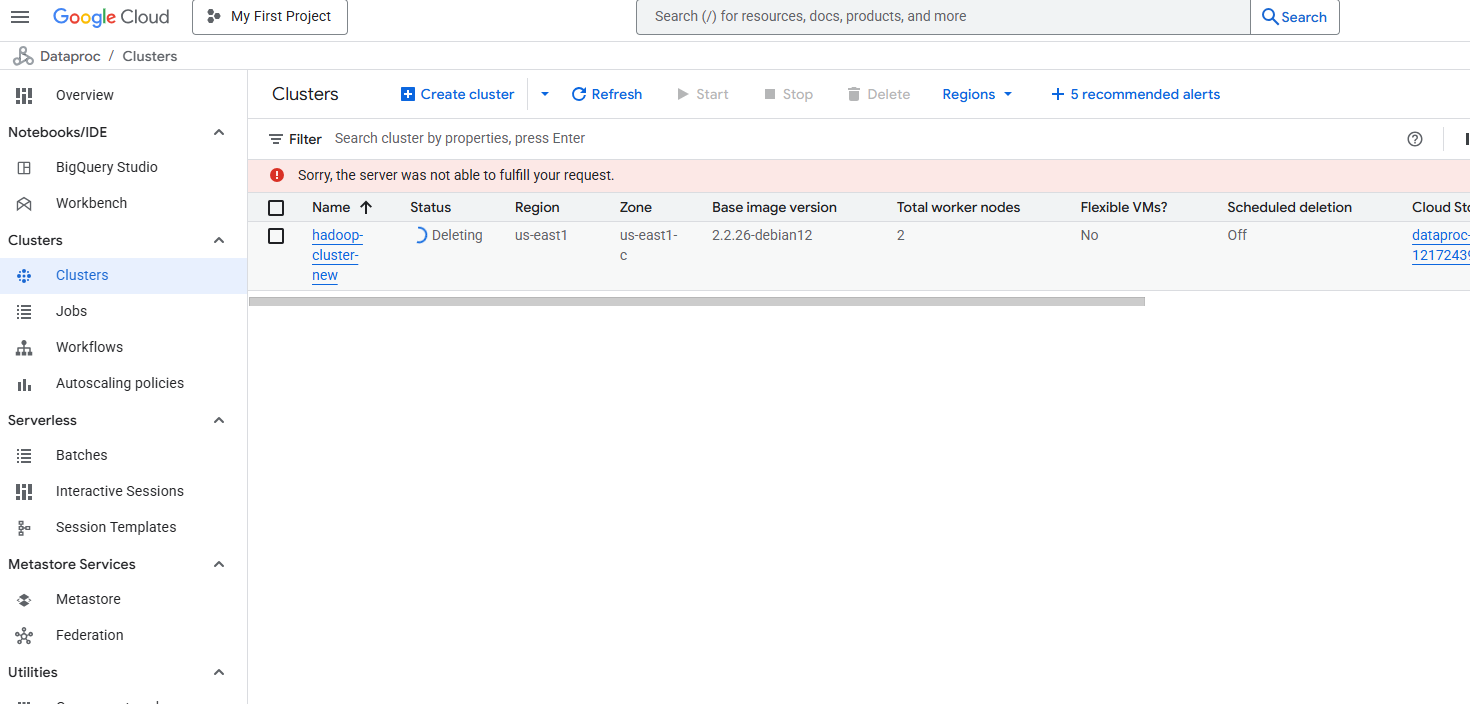 Google Cloud
My First Project
Search (/) for resources, docs, products, and more
Search
Dataproc / Clusters
Overview
Notebooks/IDE
BigQuery Studio
Workbench
Clusters
Clusters
Jobs
Workflows
Autoscaling policies
Serverless
Batches
Interactive Sessions
Session Templates
Metastore Services
Metastore
Federation
Utilities
Clusters
Create cluster
Refresh
Start
Stop
Delete
Regions
5 recommended alerts
Filter
Search cluster by properties, press Enter
Sorry, the server was not able to fulfill your request.
Name Status Region Zone Base image version Total worker nodes Flexible VMs? Scheduled deletion Cloud Sto
hadoop- Deleting us-east1 us-east1- 2.2.26-debian12 2 No Off dataproc-
cluster- c 12172439
new